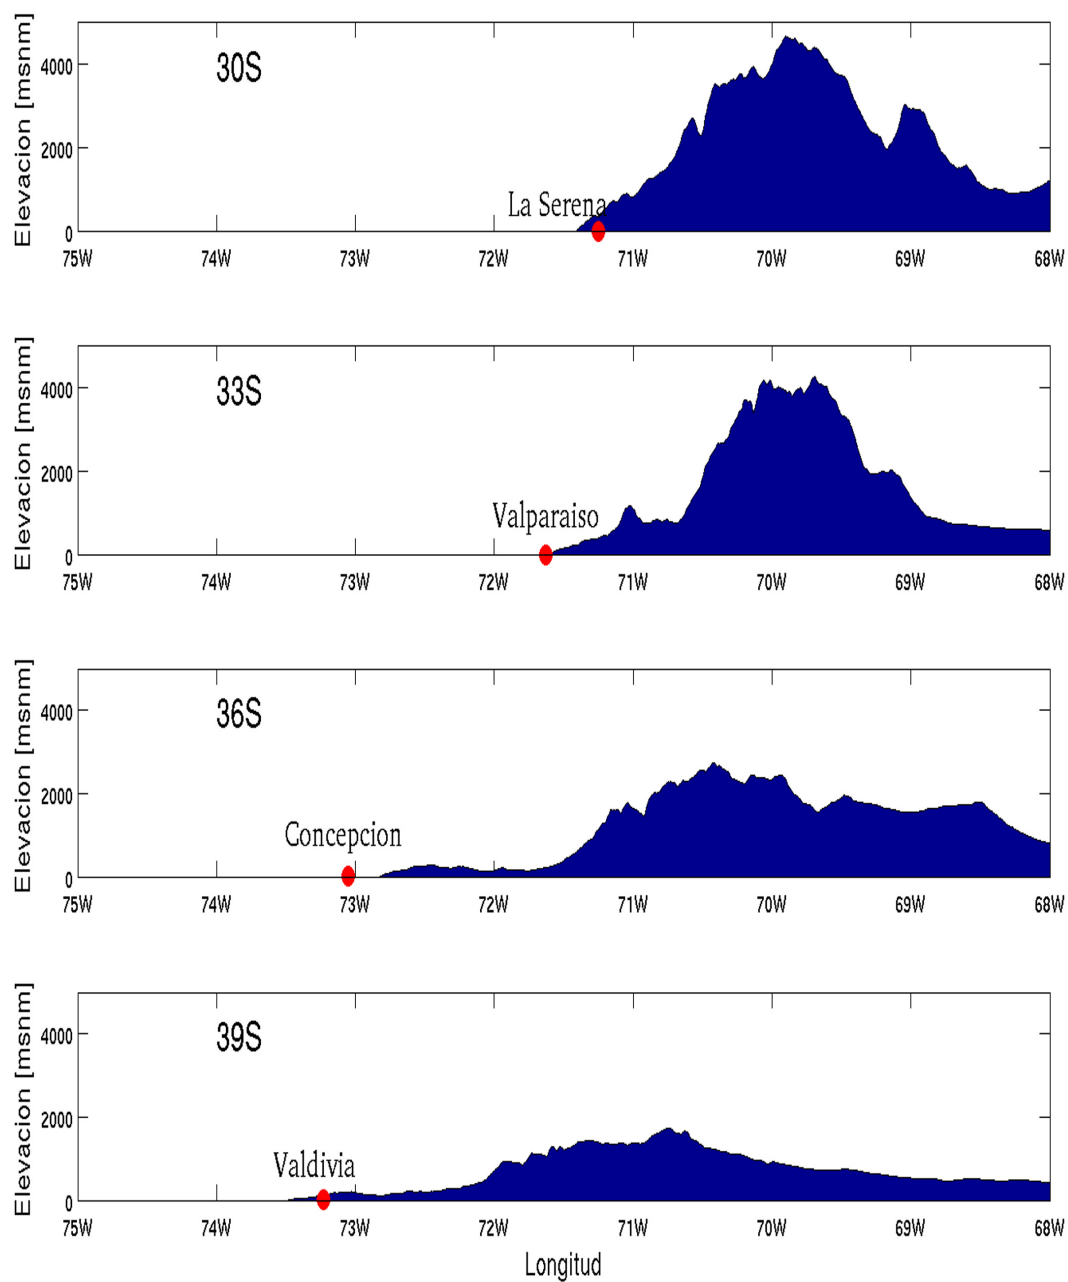 Elevacion [msnm]
4000
30S
2000
La Serena
0
75W 74W 73W 72W 71W 70W 69W 68W
Elevacion [msnm]
4000
33S
2000
Valparaiso
0
75W 74W 73W 72W 71W 70W 69W 68W
Elevacion [msnm]
4000
36S
2000
Concepcion
0
75W 74W 73W 72W 71W 70W 69W 68W
Elevacion [msnm]
4000
39S
2000
Valdivia
0
75W 74W 73W 72W 71W 70W 69W 68W
Longitud